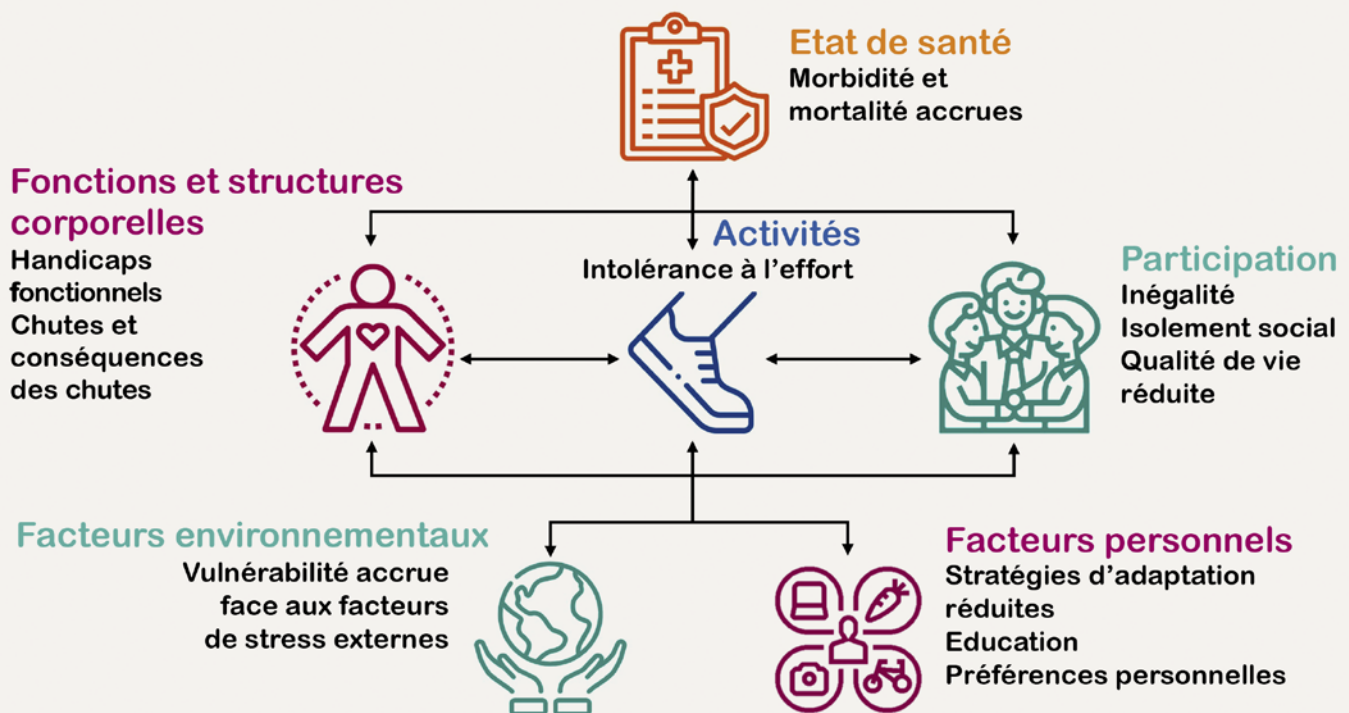 Etat de santé
Morbidité et
mortalité accrues
Fonctions et structures
corporelles
Handicaps
fonctionnels
Chutes et
conséquences
des chutes
Activités
Intolérance à l'effort
Participation
Inégalité
Isolement social
Qualité de vie
réduite
Facteurs environnementaux
Vulnérabilité accrue
face aux facteurs
de stress externes
Facteurs personnels
Stratégies d'adaptation
réduites
Education
Préférences personnelles